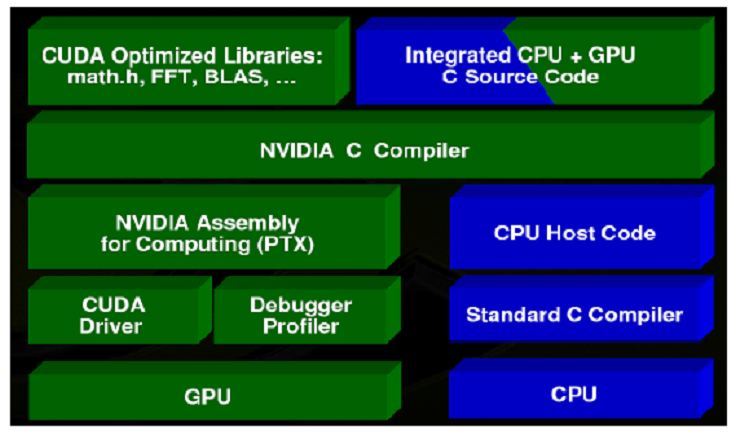 CUDA Optimized Libraries:
math.h, FFT, BLAS, ...
Integrated CPU + GPU
C Source Code
NVIDIA C Compiler
NVIDIA Assembly
for Computing (PTX)
CPU Host Code
CUDA
Driver
Debugger
Profiler
Standard C Compiler
GPU
CPU